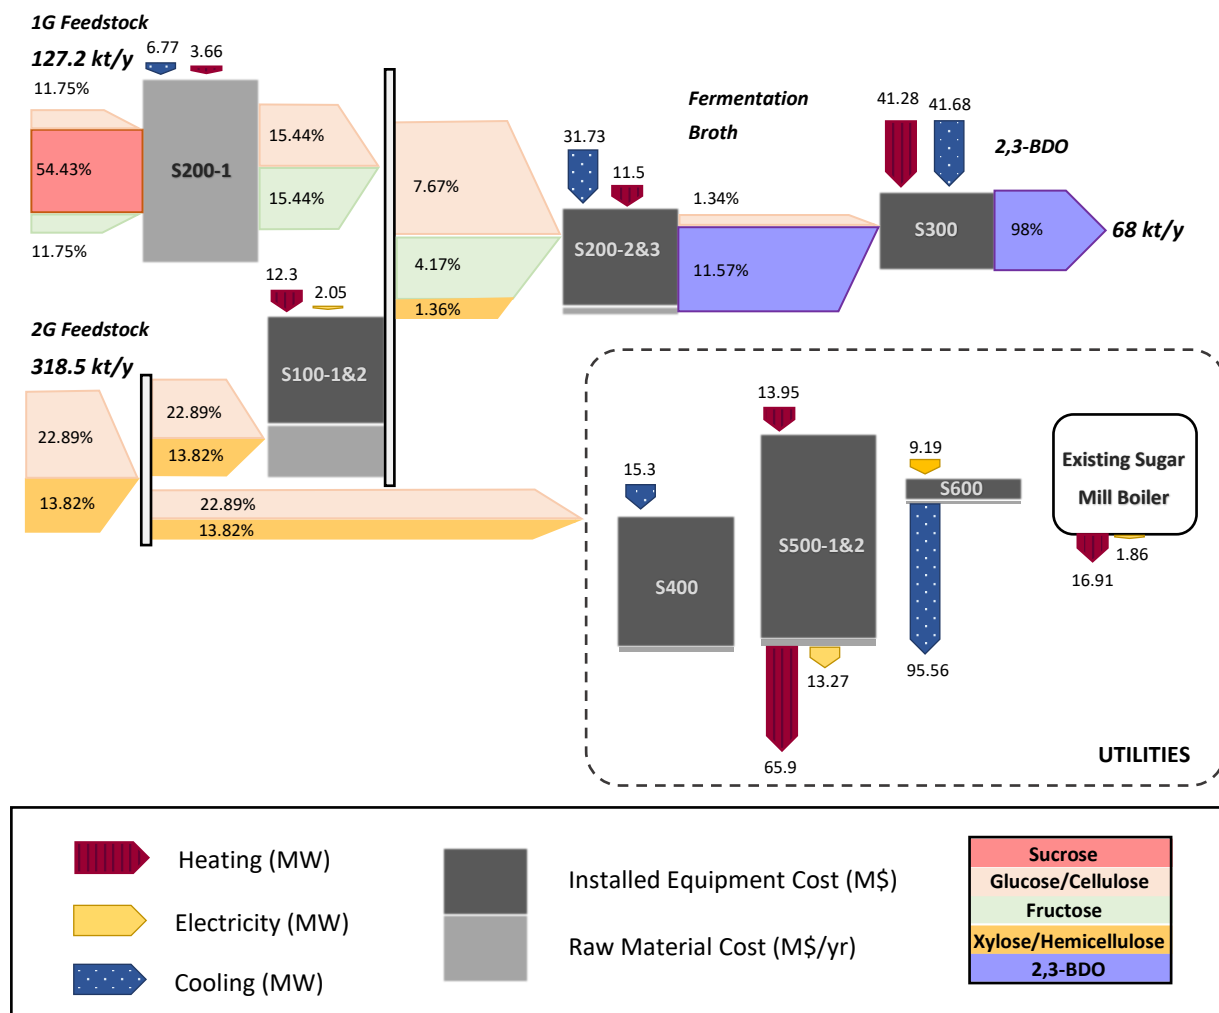 1G Feedstock
127.2 kt/y
6.77
3.66
11.75%
54.43%
11.75%
S200-1
15.44%
15.44%
7.67%
4.17%
1.36%
Fermentation
Broth
31.73
11.5
S200-2&3
1.34%
11.57%
41.28
41.68
S300
2,3-BDO
98%
68 kt/y
2G Feedstock
318.5 kt/y
22.89%
13.82%
22.89%
13.82%
12.3
2.05
S100-1&2
22.89%
13.82%
15.3
S400
13.95
S500-1&2
65.9
13.27
9.19
S600
95.56
Existing Sugar
Mill Boiler
16.91
1.86
UTILITIES
Heating (MW)
Electricity (MW)
Cooling (MW)
Installed Equipment Cost (M$)
Raw Material Cost (M$/yr)
Sucrose
Glucose/Cellulose
Fructose
Xylose/Hemicellulose
2,3-BDO